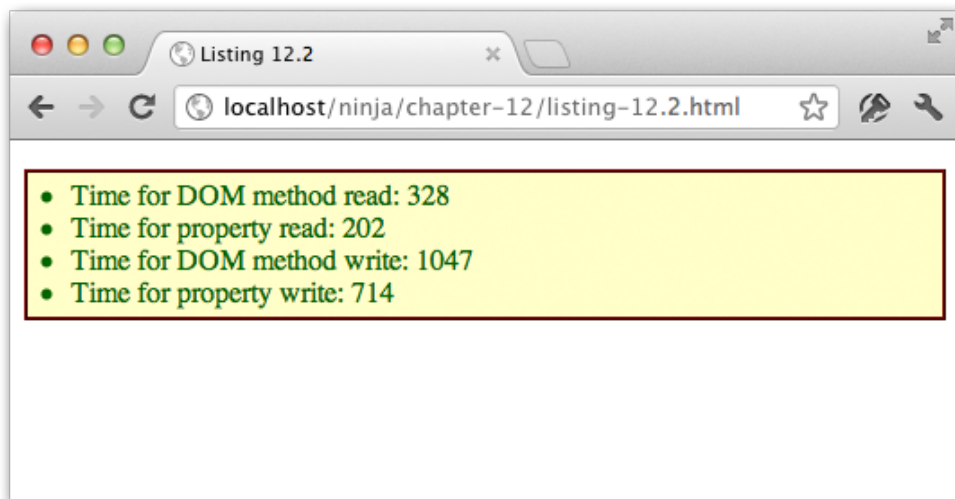 Listing 12.2
localhost/ninja/chapter-12/listing-12.2.html
Time for DOM method read: 328
Time for property read: 202
Time for DOM method write: 1047
Time for property write: 714